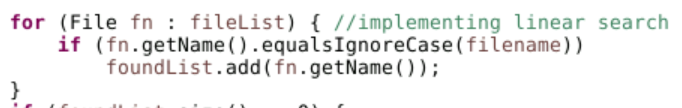 for (File fn : fileList) { //implementing linear search
if (fn.getName().equalsIgnoreCase(filename))
foundList.add(fn.getName());
}